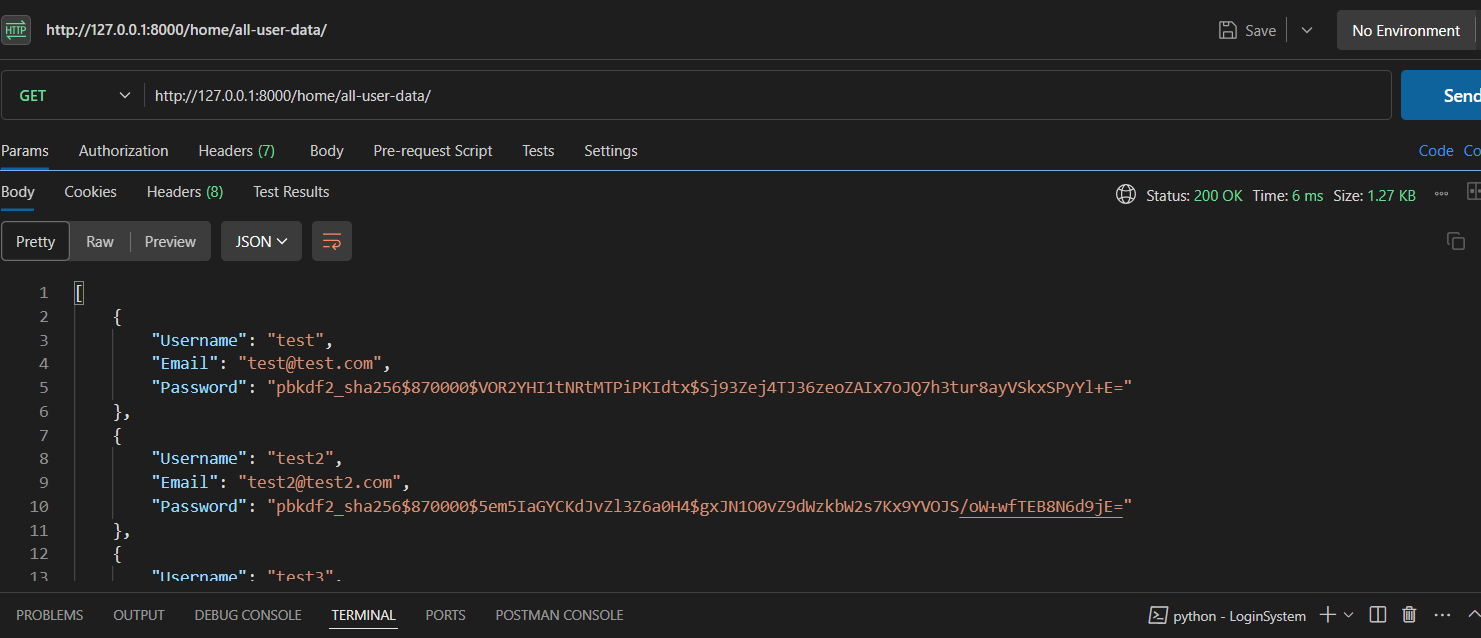 HTTP http://127.0.0.1:8000/home/all-user-data/ Save No Environment
GET http://127.0.0.1:8000/home/all-user-data/ Send
Params Authorization Headers (7) Body Pre-request Script Tests Settings Code Co
Body Cookies Headers (8) Test Results Status: 200 OK Time: 6 ms Size: 1.27 KB
Pretty Raw Preview JSON
1 [
2 {
3 "Username": "test",
4 "Email": "test@test.com",
5 "Password": "pbkdf2_sha256$870000$VOR2YHI1tNRtMTPiPKIdtx$Sj93Zej4TJ36zeoZAIx7oJQ7h3tur8ayVSkxSPyYl+E="
6 },
7 {
8 "Username": "test2",
9 "Email": "test2@test2.com",
10 "Password": "pbkdf2_sha256$870000$5em5IaGYCKdJvZl3Z6a0H4$gxJN1O0vZ9dWzkbW2s7Kx9YVOJS/oW+wfTEB8N6d9jE="
11 },
12 {
13 "Username": "test3",
PROBLEMS OUTPUT DEBUG CONSOLE TERMINAL PORTS POSTMAN CONSOLE python - LoginSystem